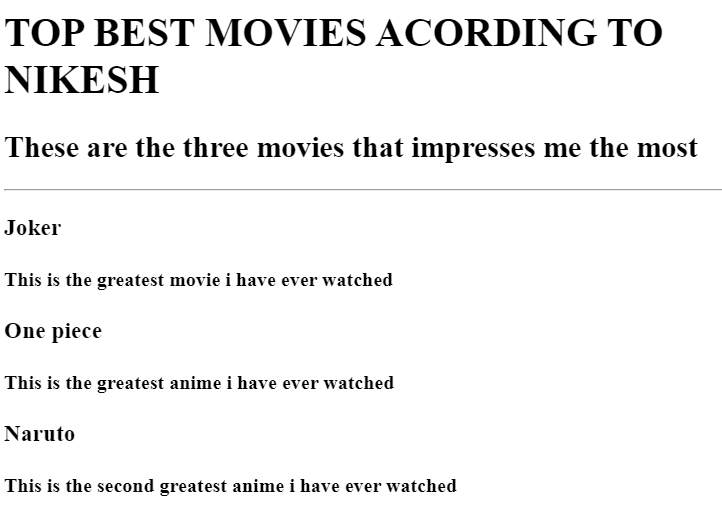 TOP BEST MOVIES ACORDING TO
NIKESH
These are the three movies that impresses me the most
Joker
This is the greatest movie i have ever watched
One piece
This is the greatest anime i have ever watched
Naruto
This is the second greatest anime i have ever watched